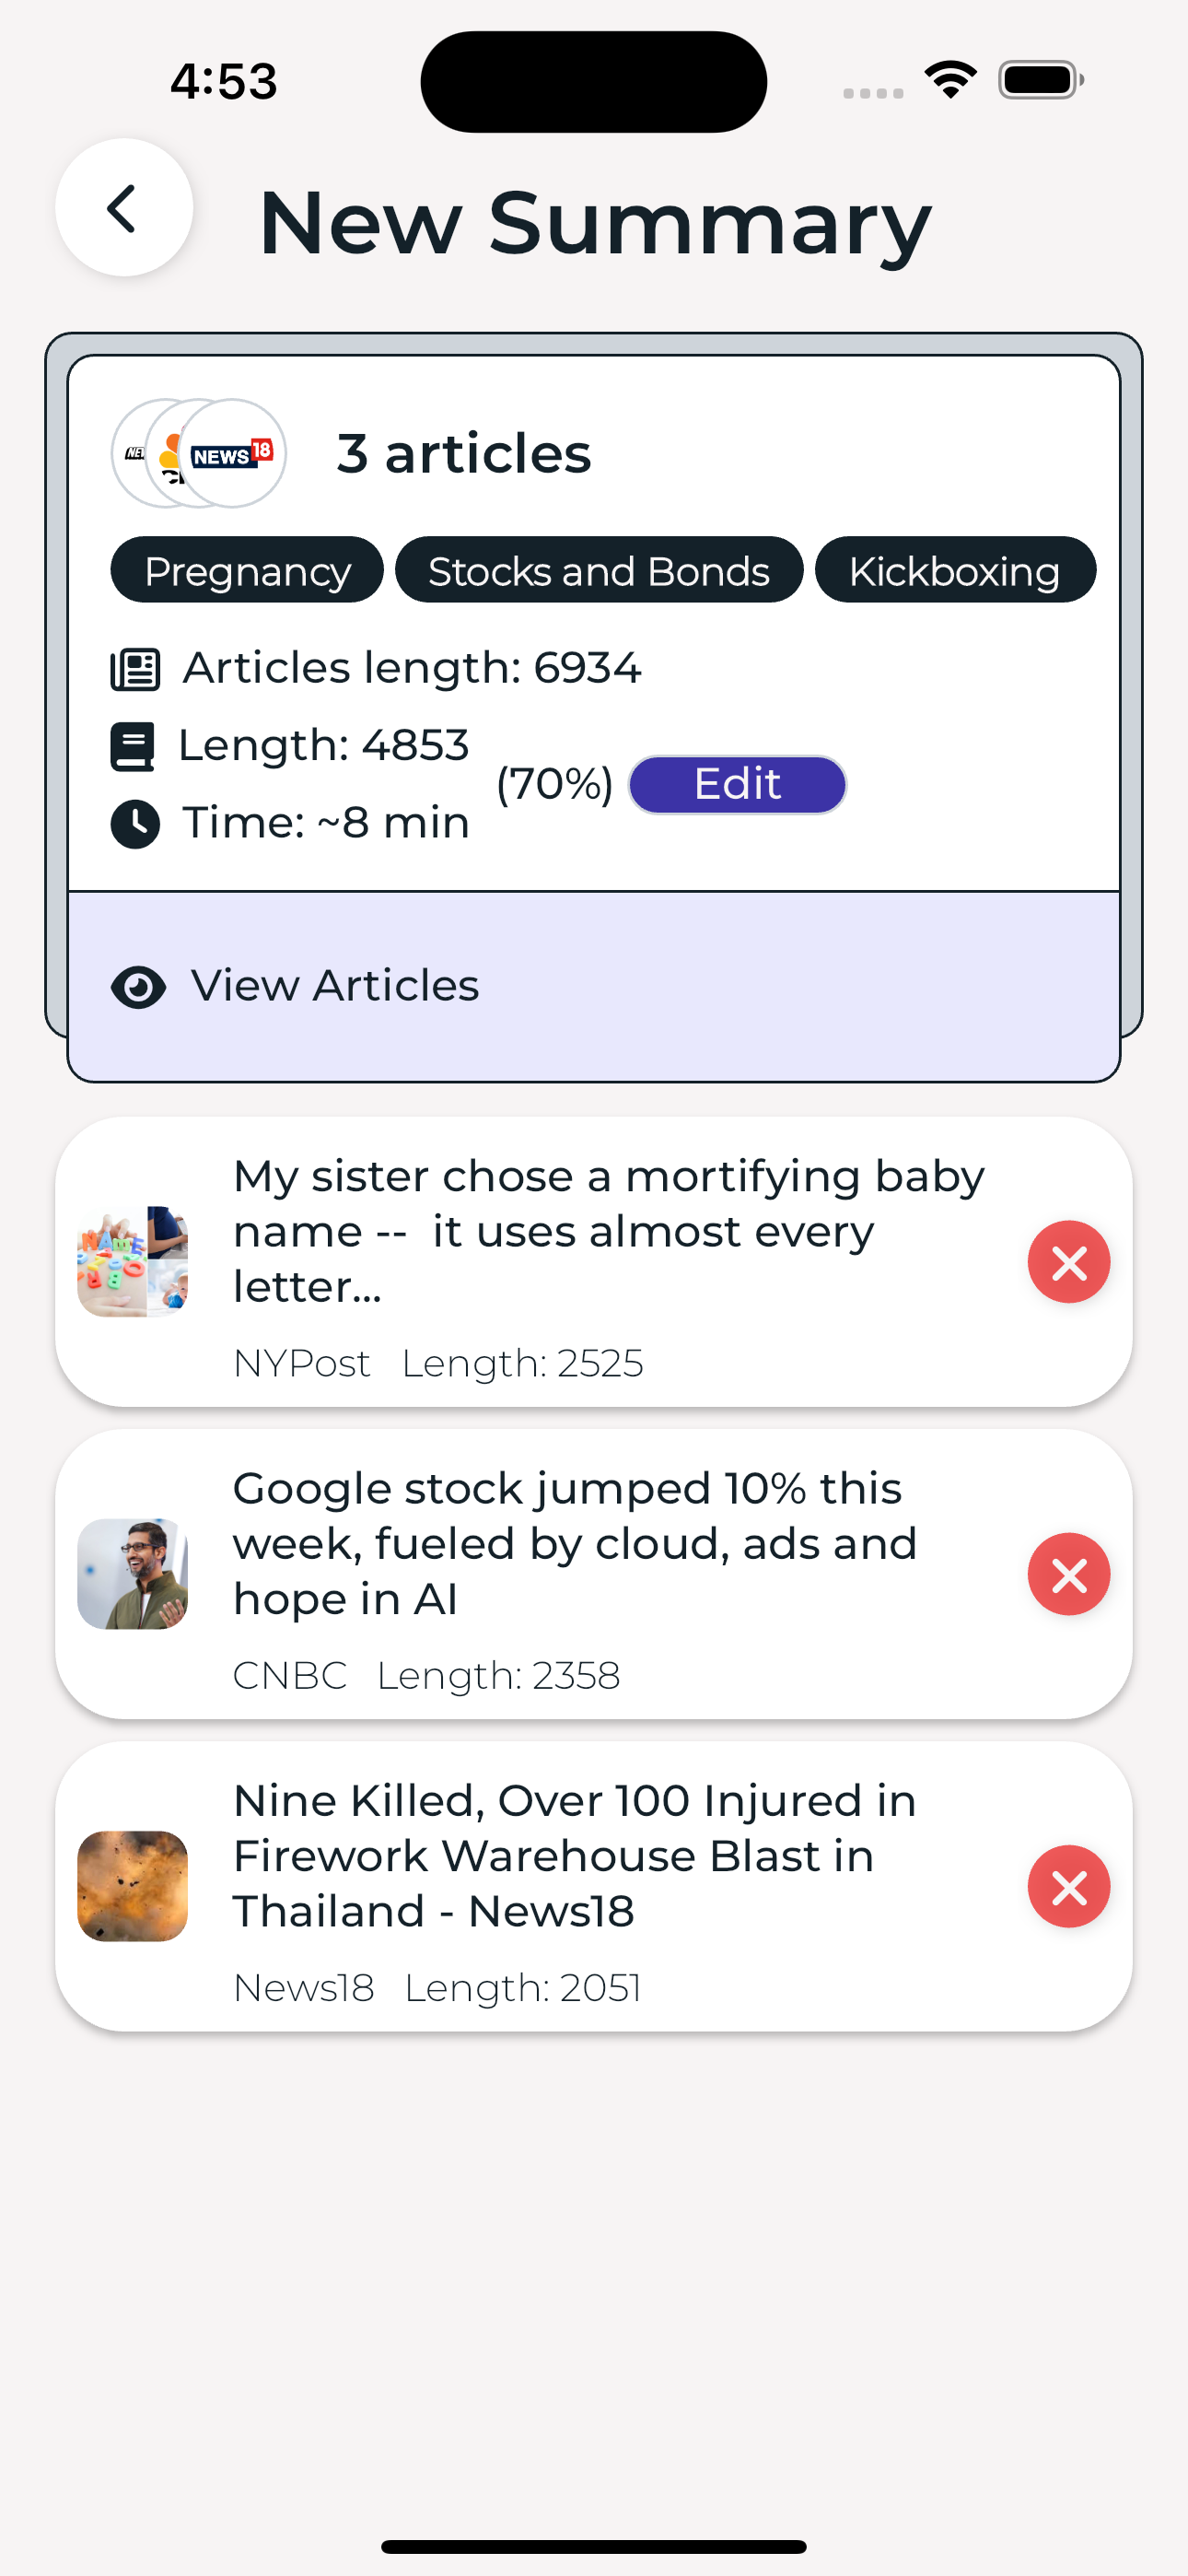 4:53
New Summary
NEWS 18
3 articles
Pregnancy Stocks and Bonds Kickboxing
Articles length: 6934
Length: 4853
(70%) Edit
Time: ~8 min
View Articles
My sister chose a mortifying baby
name -- it uses almost every
letter...
NYPost Length: 2525
Google stock jumped 10% this
week, fueled by cloud, ads and
hope in AI
CNBC Length: 2358
Nine Killed, Over 100 Injured in
Firework Warehouse Blast in
Thailand - News18
News18 Length: 2051